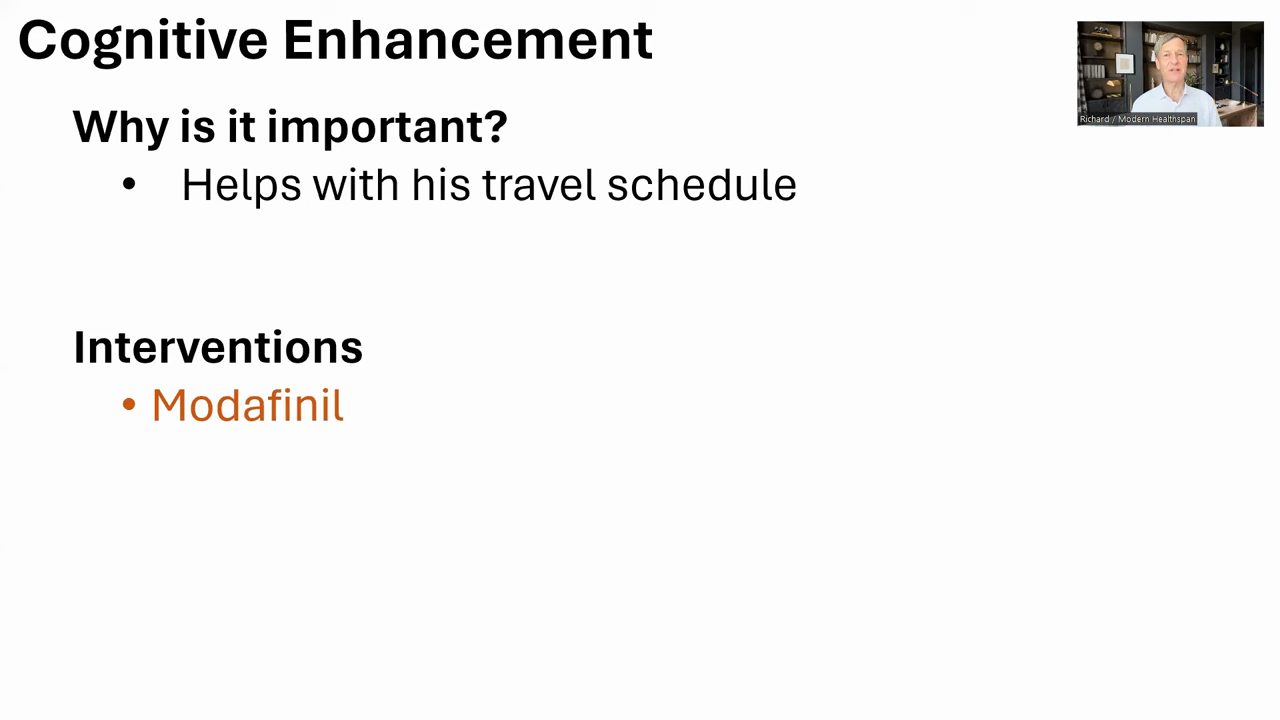 Cognitive Enhancement
Richard / Modern Healthspan
Why is it important?
• Helps with his travel schedule
Interventions
• Modafinil